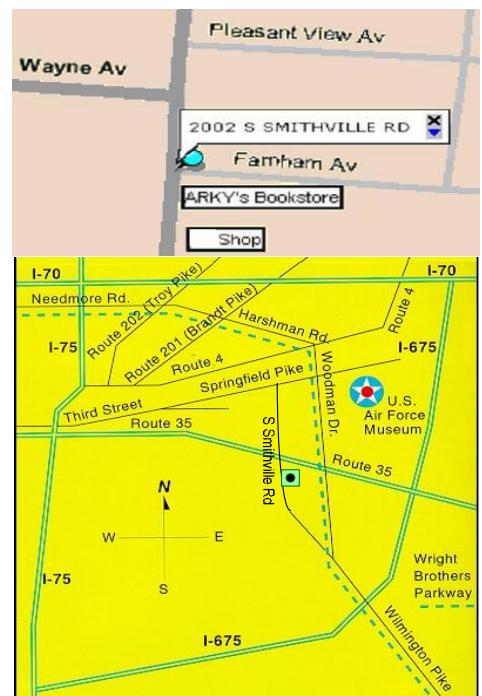 Pleasant View Av
Wayne Av
2002 S SMITHVILLE RD
Farnham Av
ARKY's Bookstore
Shop
I-70
I-70
Needmore Rd.
Route 202 (Troy Pike)
Route 201 (Brandt Pike)
Harshman Rd.
Route 4
I-75
I-675
Route 4
Springfield Pike
Woodman Dr.
U.S.
Air Force
Museum
Third Street
Route 35
S Smithville Rd
Route 35
N
W
E
S
I-75
Wright
Brothers
Parkway
I-675
Wilmington Pike